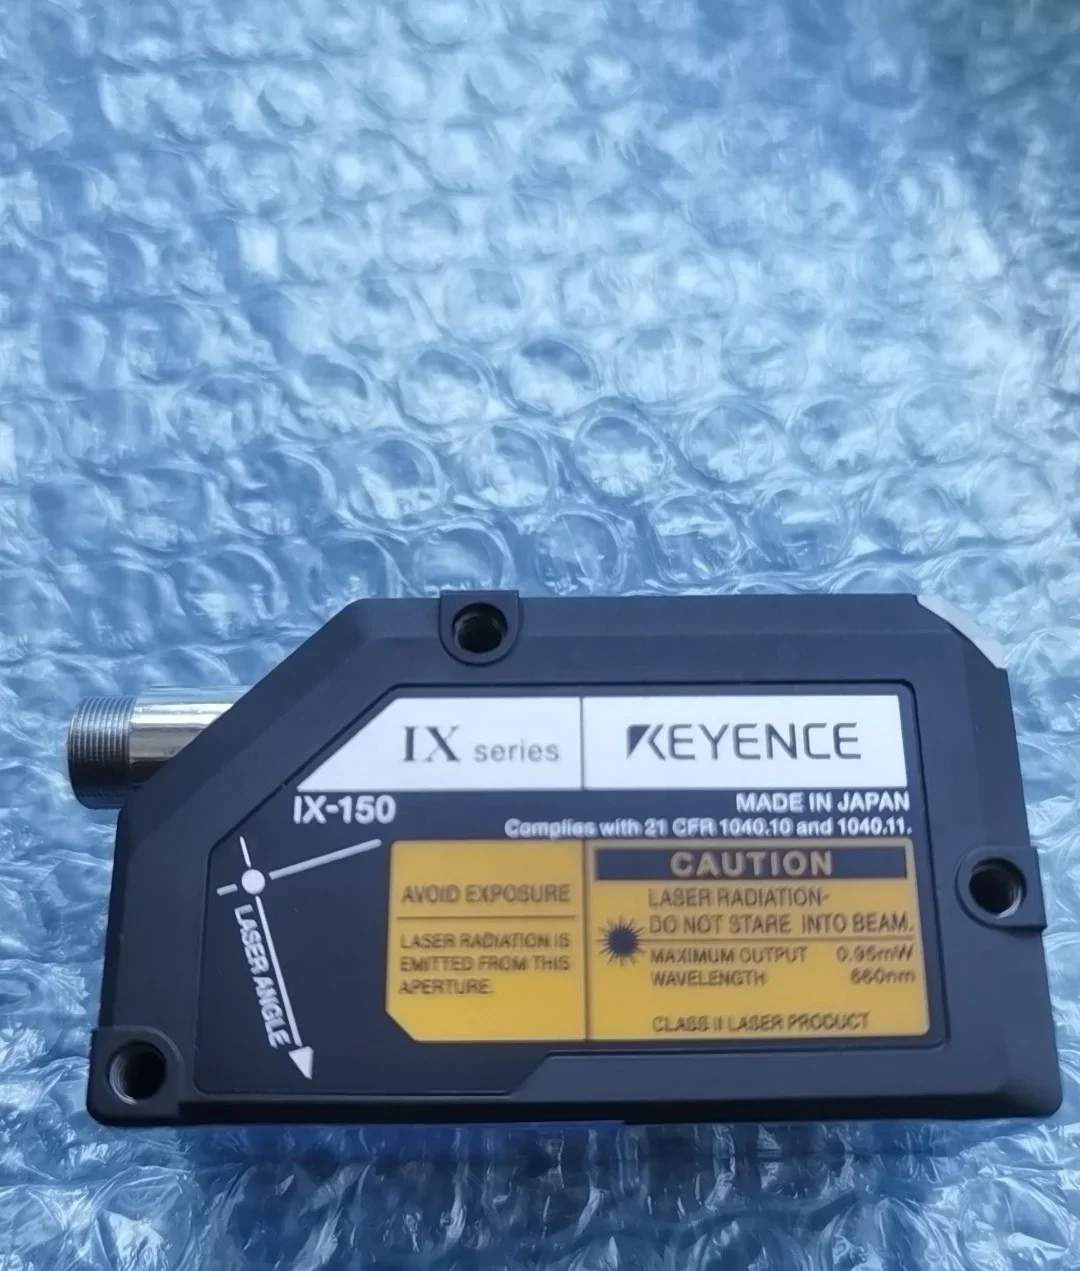 IX series
KEYENCE
IX-150
MADE IN JAPAN
Complies with 21 CFR 1040.10 and 1040.11.
LASER ANGLE
AVOID EXPOSURE
LASER RADIATION IS
EMITTED FROM THIS
APERTURE.
CAUTION
LASER RADIATION-
DO NOT STARE INTO BEAM.
MAXIMUM OUTPUT 0.95mW
WAVELENGTH 660nm
CLASS II LASER PRODUCT